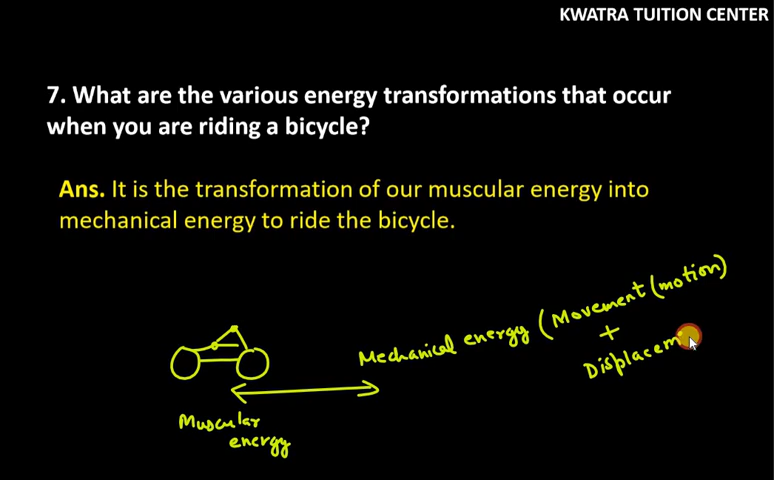 KWATRA TUITION CENTER
7. What are the various energy transformations that occur
when you are riding a bicycle?
Ans. It is the transformation of our muscular energy into
mechanical energy to ride the bicycle.
Mechanical energy (Movement (motion)
+
Displacem
Muscular
energy